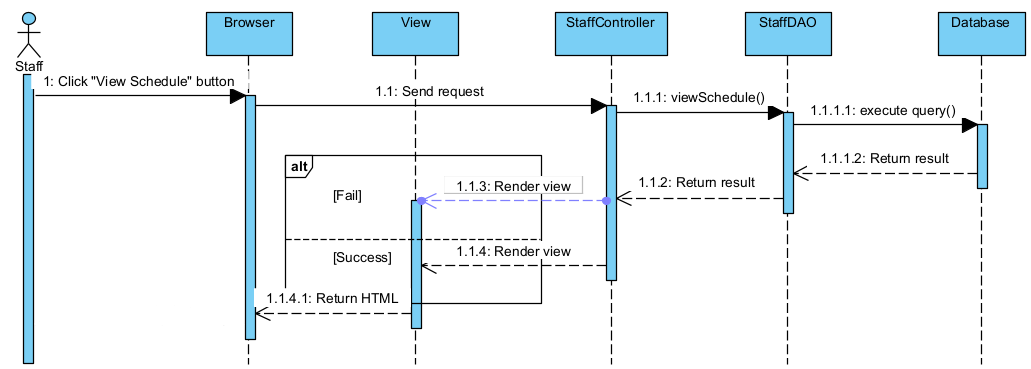 Browser
View
StaffController
StaffDAO
Database
Staff
1: Click "View Schedule" button
1.1: Send request
1.1.1: viewSchedule()
1.1.1.1: execute query()
1.1.1.2: Return result
alt
[Fail]
1.1.3: Render view
1.1.2: Return result
[Success]
1.1.4: Render view
1.1.4.1: Return HTML